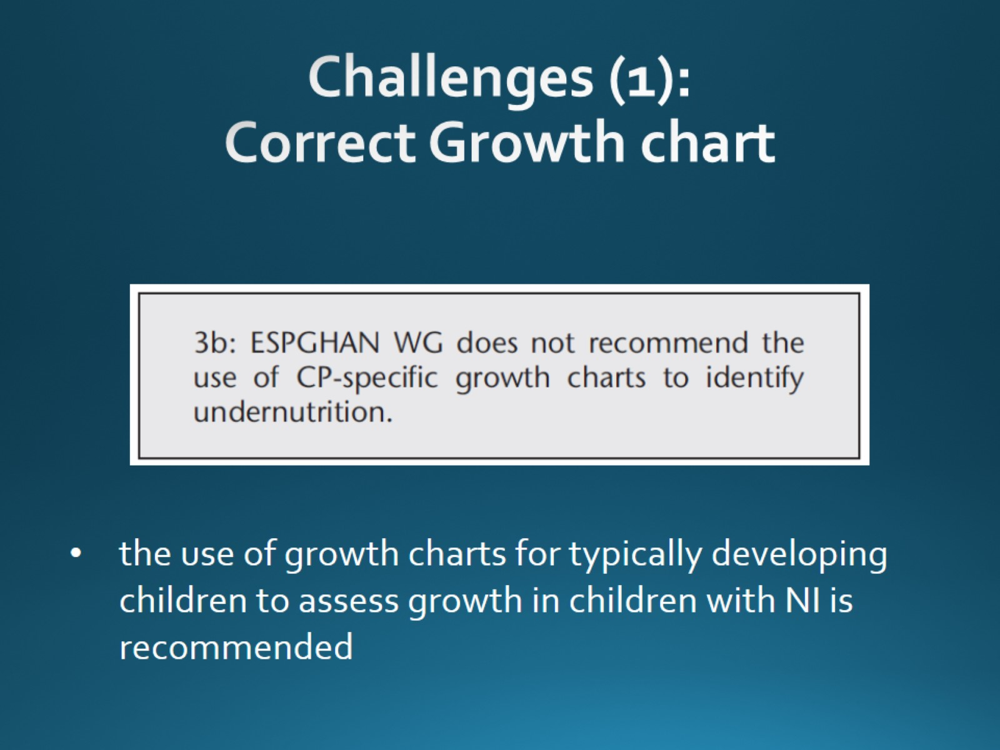 Challenges (1):
Correct Growth chart
3b: ESPGHAN WG does not recommend the
use of CP-specific growth charts to identify
undernutrition.
• the use of growth charts for typically developing
children to assess growth in children with NI is
recommended